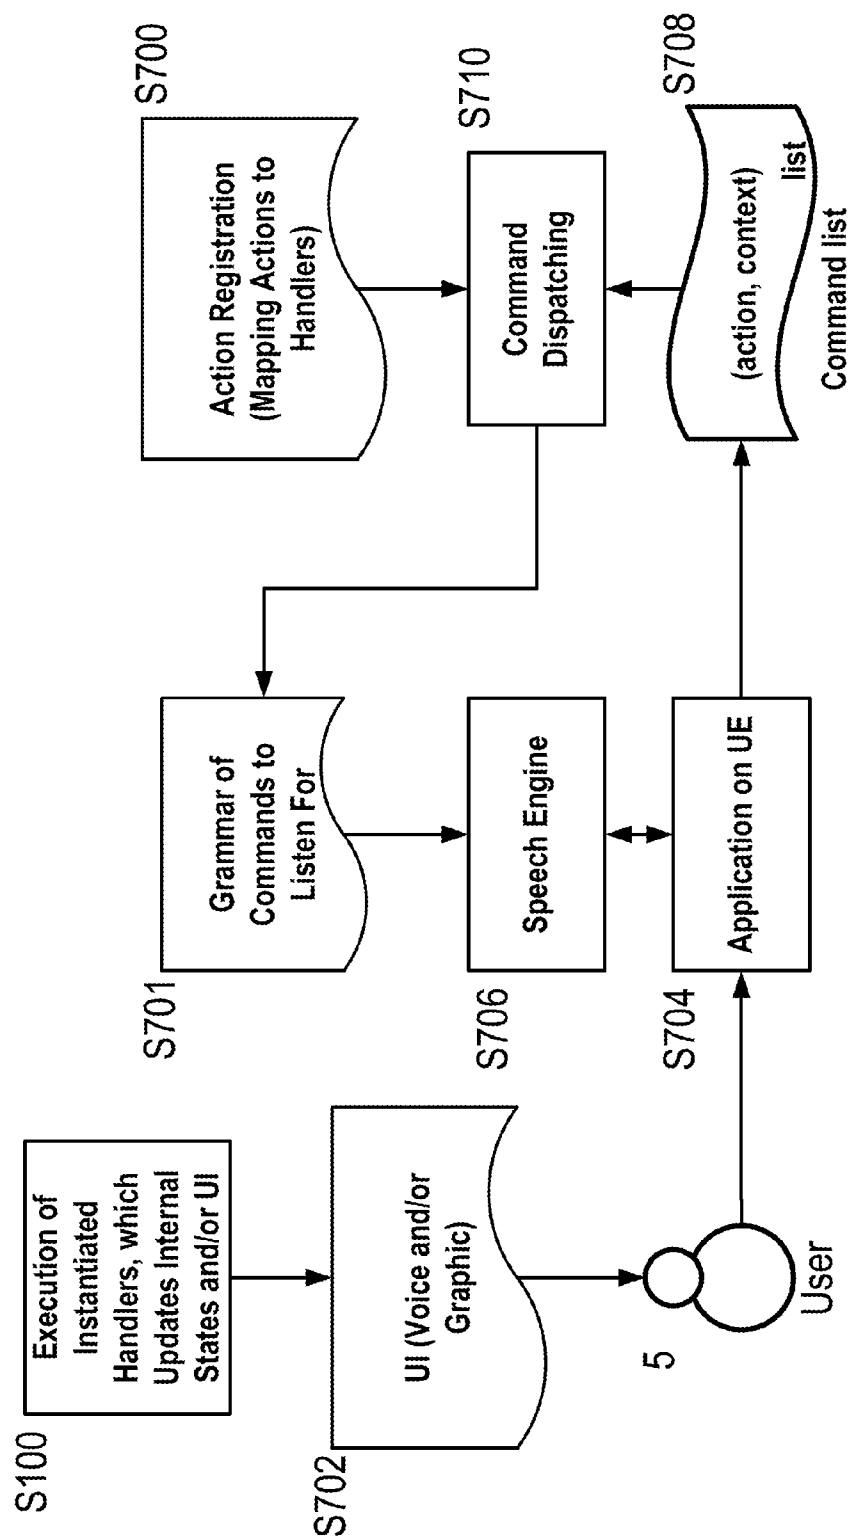 S100
Execution of
Instantiated
Handlers, which
Updates Internal
States and/or UI
S702
UI (Voice and/or
Graphic)
5
User
S701
Grammar of
Commands to
Listen For
S706
Speech Engine
S704
Application on UE
S700
Action Registration
(Mapping Actions to
Handlers)
S710
Command
Dispatching
S708
(action, context)
list
Command list